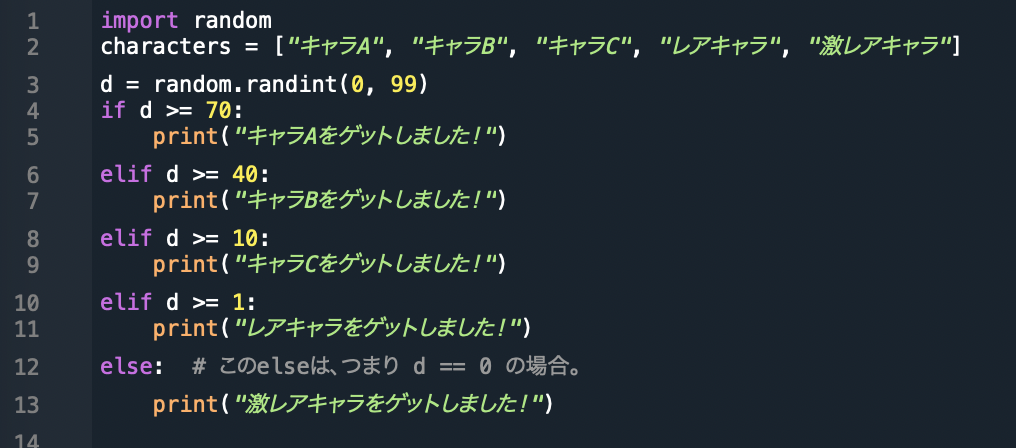 1 import random
2 characters = ["キャラA", "キャラB", "キャラC", "レアキャラ", "激レアキャラ"]
3 d = random.randint(0, 99)
4 if d >= 70:
5     print("キャラAをゲットしました!")
6 elif d >= 40:
7     print("キャラBをゲットしました!")
8 elif d >= 10:
9     print("キャラCをゲットしました!")
10 elif d >= 1:
11     print("レアキャラをゲットしました!")
12 else:  # このelseは、つまり d == 0 の場合。
13     print("激レアキャラをゲットしました!")
14